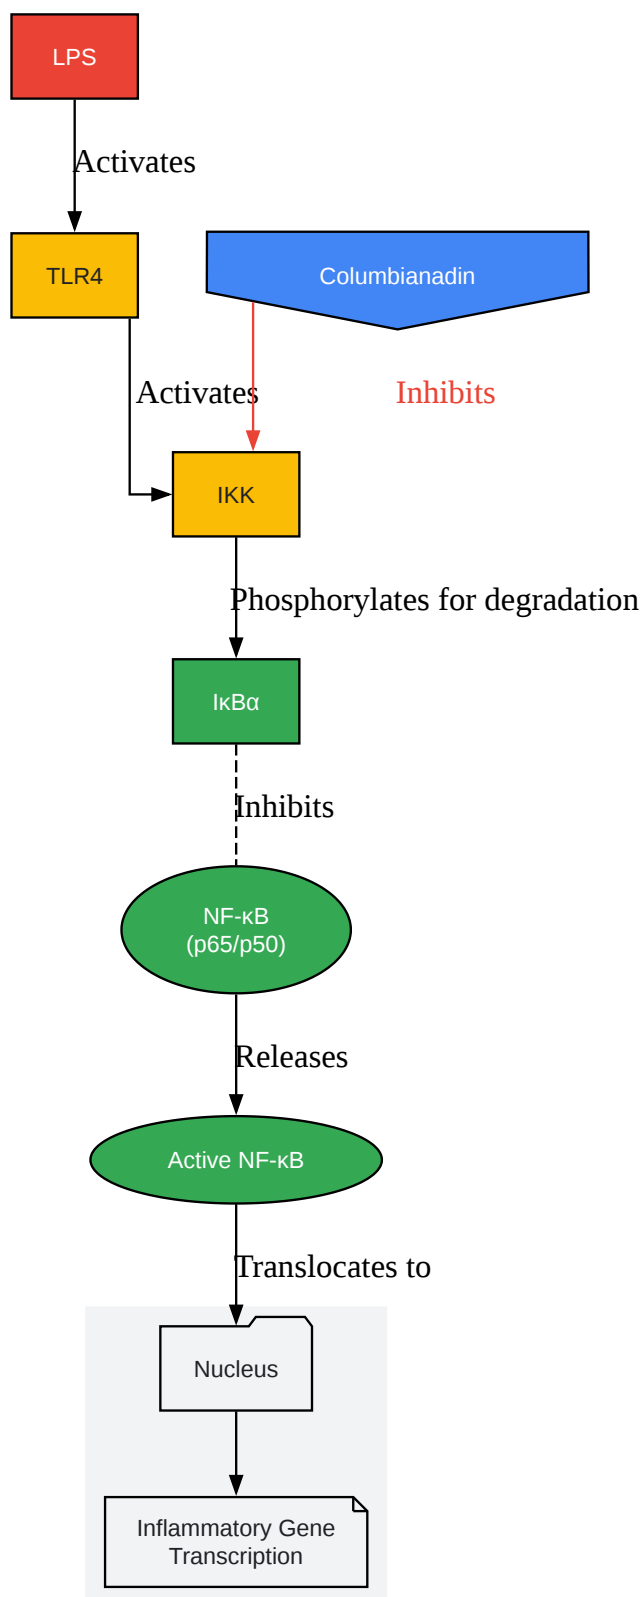 LPS
Activates
TLR4
Columbianadin
Activates
Inhibits
IKK
Phosphorylates for degradation
IκBα
Inhibits
NF-κB
(p65/p50)
Releases
Active NF-κB
Translocates to
Nucleus
Inflammatory Gene
Transcription